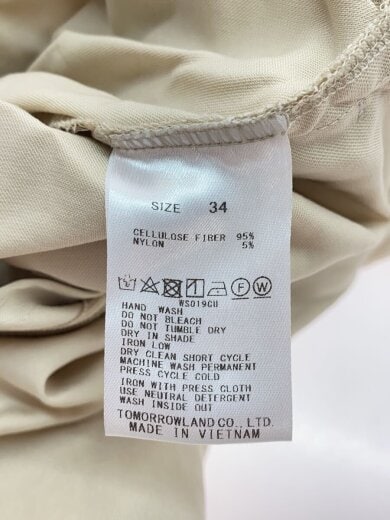 SIZE 34
CELLULOSE FIBER 95%
NYLON 5%
F W
WS019GU
HAND WASH
DO NOT BLEACH
DO NOT TUMBLE DRY
DRY IN SHADE
IRON LOW
DRY CLEAN SHORT CYCLE
MACHINE WASH PERMANENT
PRESS CYCLE COLD
IRON WITH PRESS CLOTH
USE NEUTRAL DETERGENT
WASH INSIDE OUT
TOMORROWLAND CO., LTD.
MADE IN VIETNAM